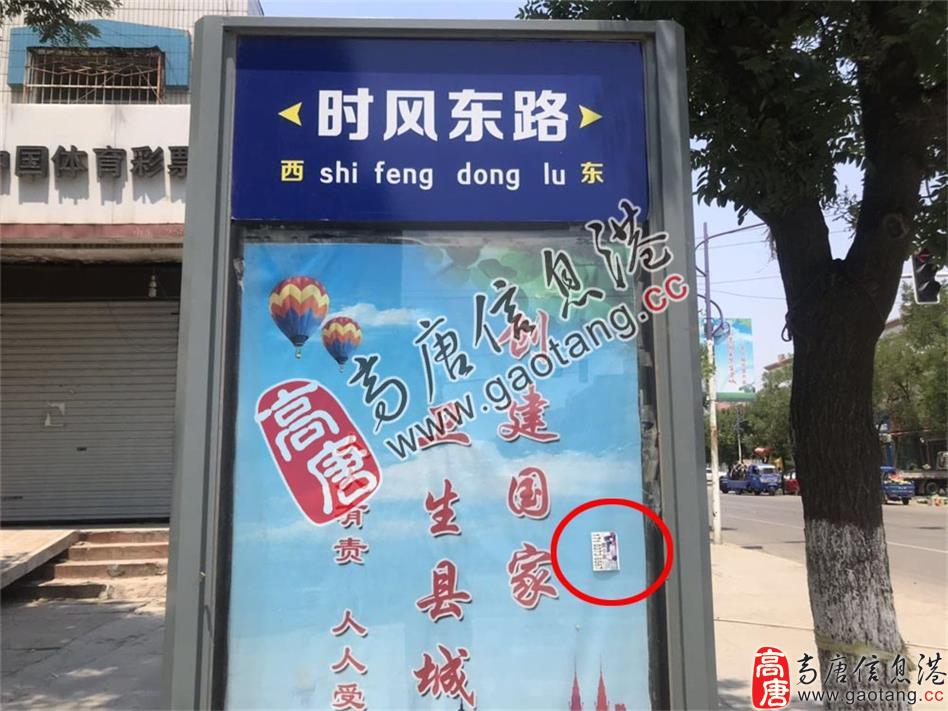 时风东路
西 shi feng dong lu 东
中国体育彩票
创建国家
卫生县城
有责 人人受
高唐信息港
www.gaotang.cc
高唐
高唐
高唐信息港
www.gaotang.cc